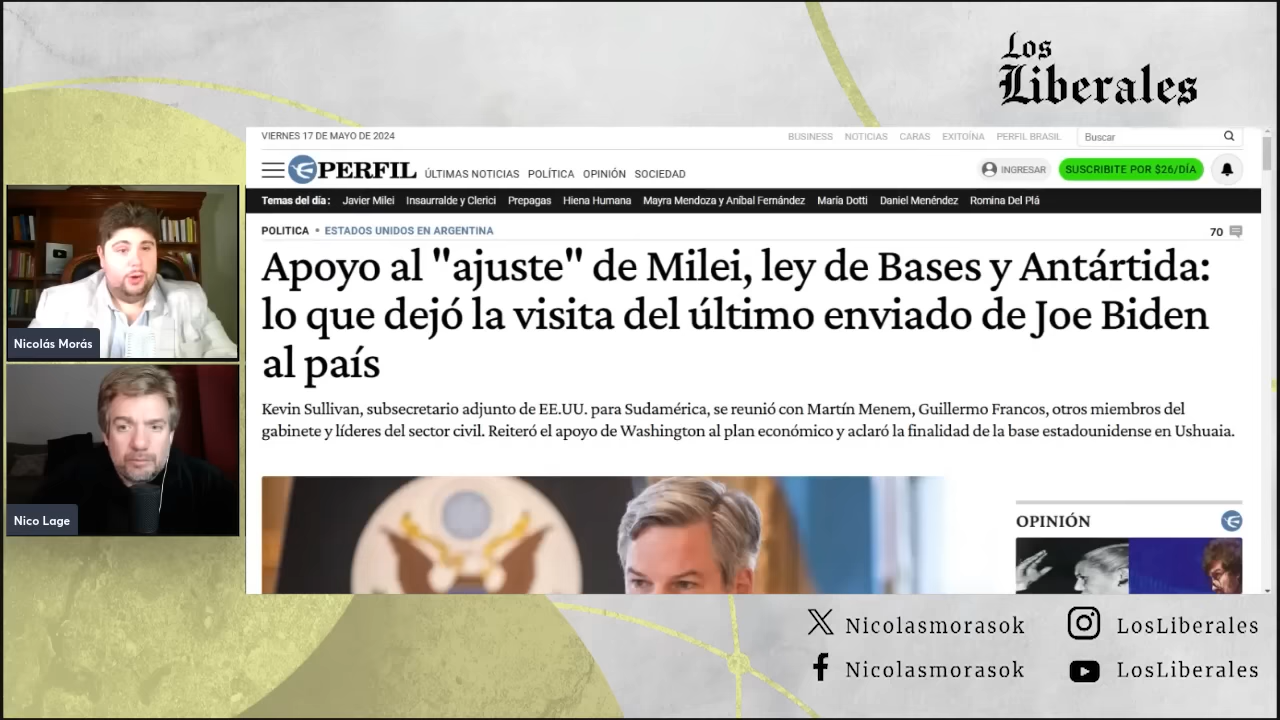 Los
Liberales
VIERNES 17 DE MAYO DE 2024
BUSINESS NOTICIAS CARAS EXITOÍNA PERFIL BRASIL
Buscar
PERFIL
ÚLTIMAS NOTICIAS POLÍTICA OPINIÓN SOCIEDAD
INGRESAR
SUSCRIBITE POR $26/DÍA
Temas del día: Javier Milei Insaurralde y Clerici Prepagas Hiena Humana Mayra Mendoza y Aníbal Fernández María Dotti Daniel Menéndez Romina Del Plá
POLITICA • ESTADOS UNIDOS EN ARGENTINA
70
Apoyo al "ajuste" de Milei, ley de Bases y Antártida:
lo que dejó la visita del último enviado de Joe Biden
al país
Kevin Sullivan, subsecretario adjunto de EE.UU. para Sudamérica, se reunió con Martín Menem, Guillermo Francos, otros miembros del
gabinete y líderes del sector civil. Reiteró el apoyo de Washington al plan económico y aclaró la finalidad de la base estadounidense en Ushuaia.
OPINIÓN
Nicolás Morás
Nico Lage
Nicolasmorasok
LosLiberales
Nicolasmorasok
LosLiberales